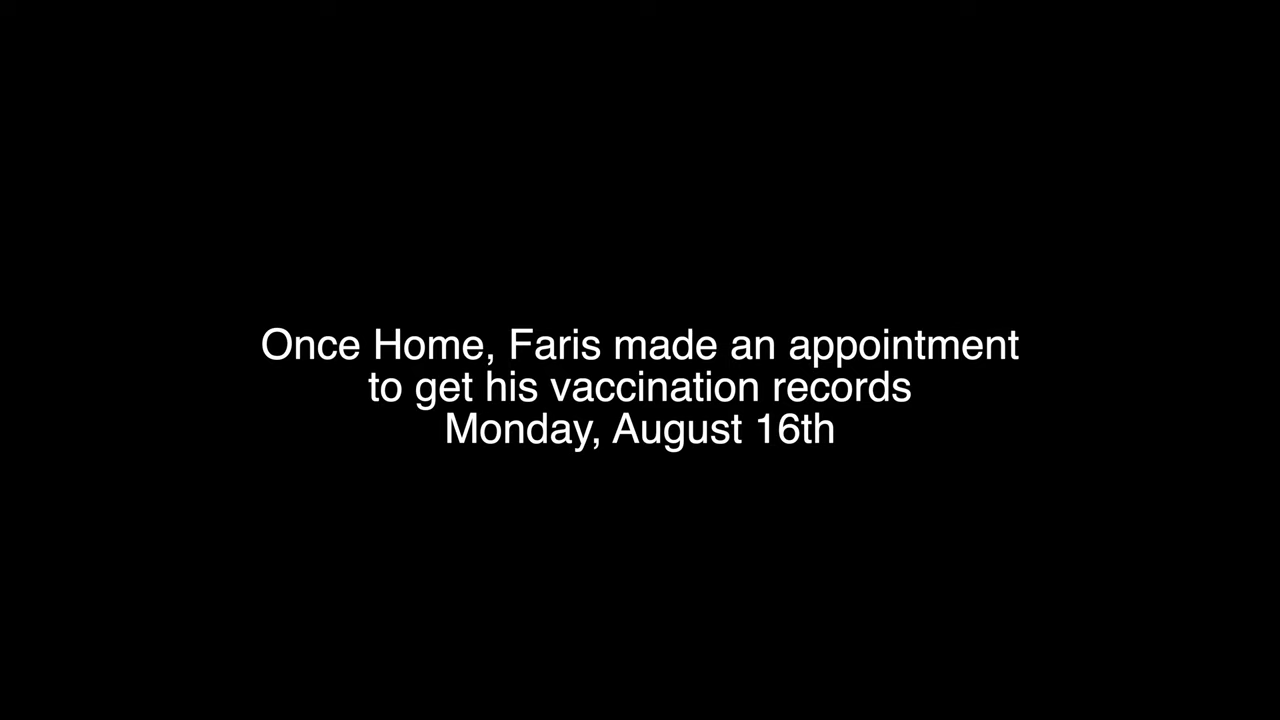 Once Home, Faris made an appointment
to get his vaccination records
Monday, August 16th